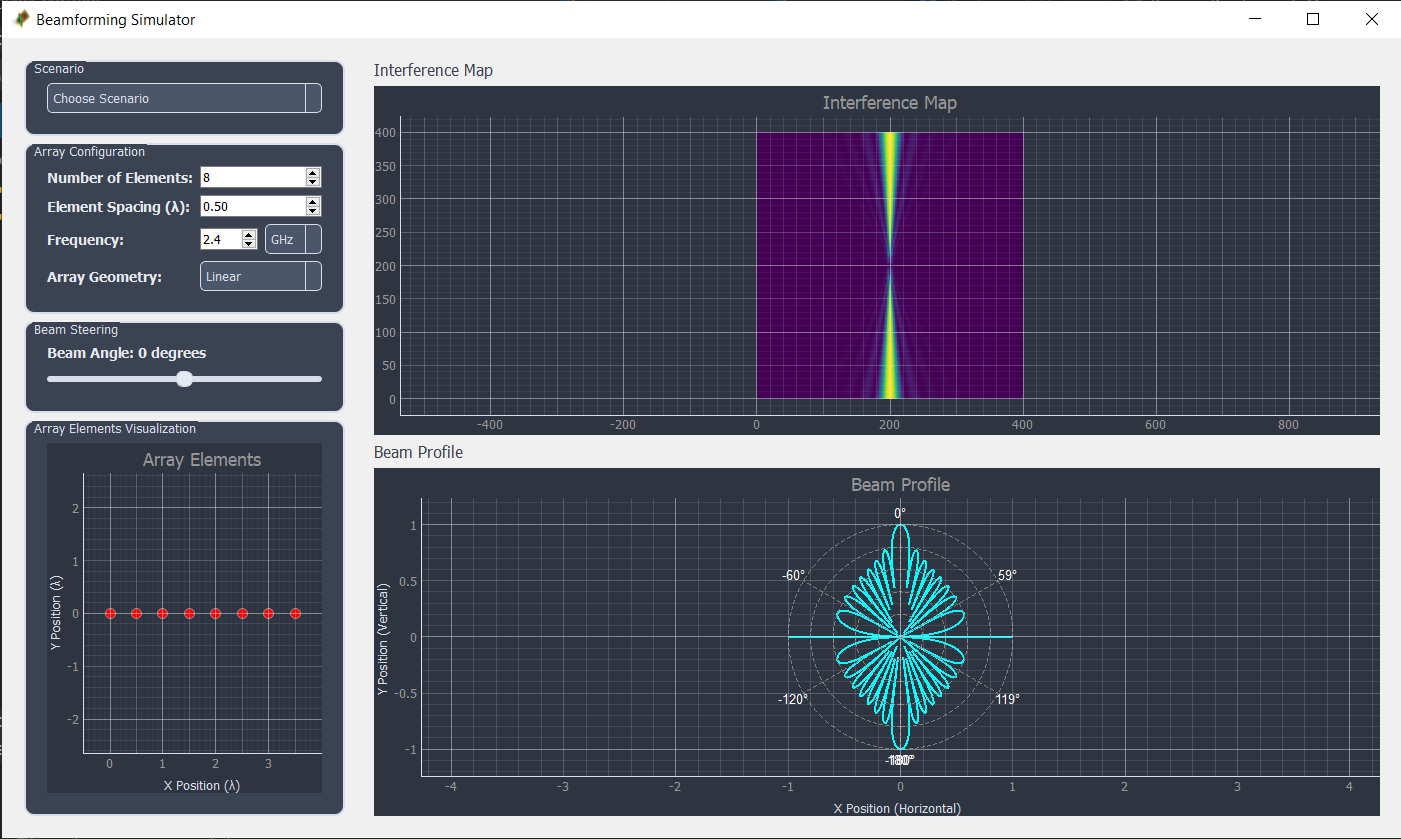 Beamforming Simulator
Scenario
Choose Scenario
Array Configuration
Number of Elements: 8
Element Spacing (λ): 0.50
Frequency: 2.4 GHz
Array Geometry: Linear
Beam Steering
Beam Angle: 0 degrees
Array Elements Visualization
Array Elements
Y Position (λ)
2
1
0
-1
-2
0 1 2 3
X Position (λ)
Interference Map
Interference Map
400
350
300
250
200
150
100
50
0
-400 -200 0 200 400 600 800
Beam Profile
Beam Profile
Y Position (Vertical)
1
0.5
0
-0.5
-1
0°
-60° 59°
-120° 119°
-4 -3 -2 -1 0 1 2 3 4
X Position (Horizontal)